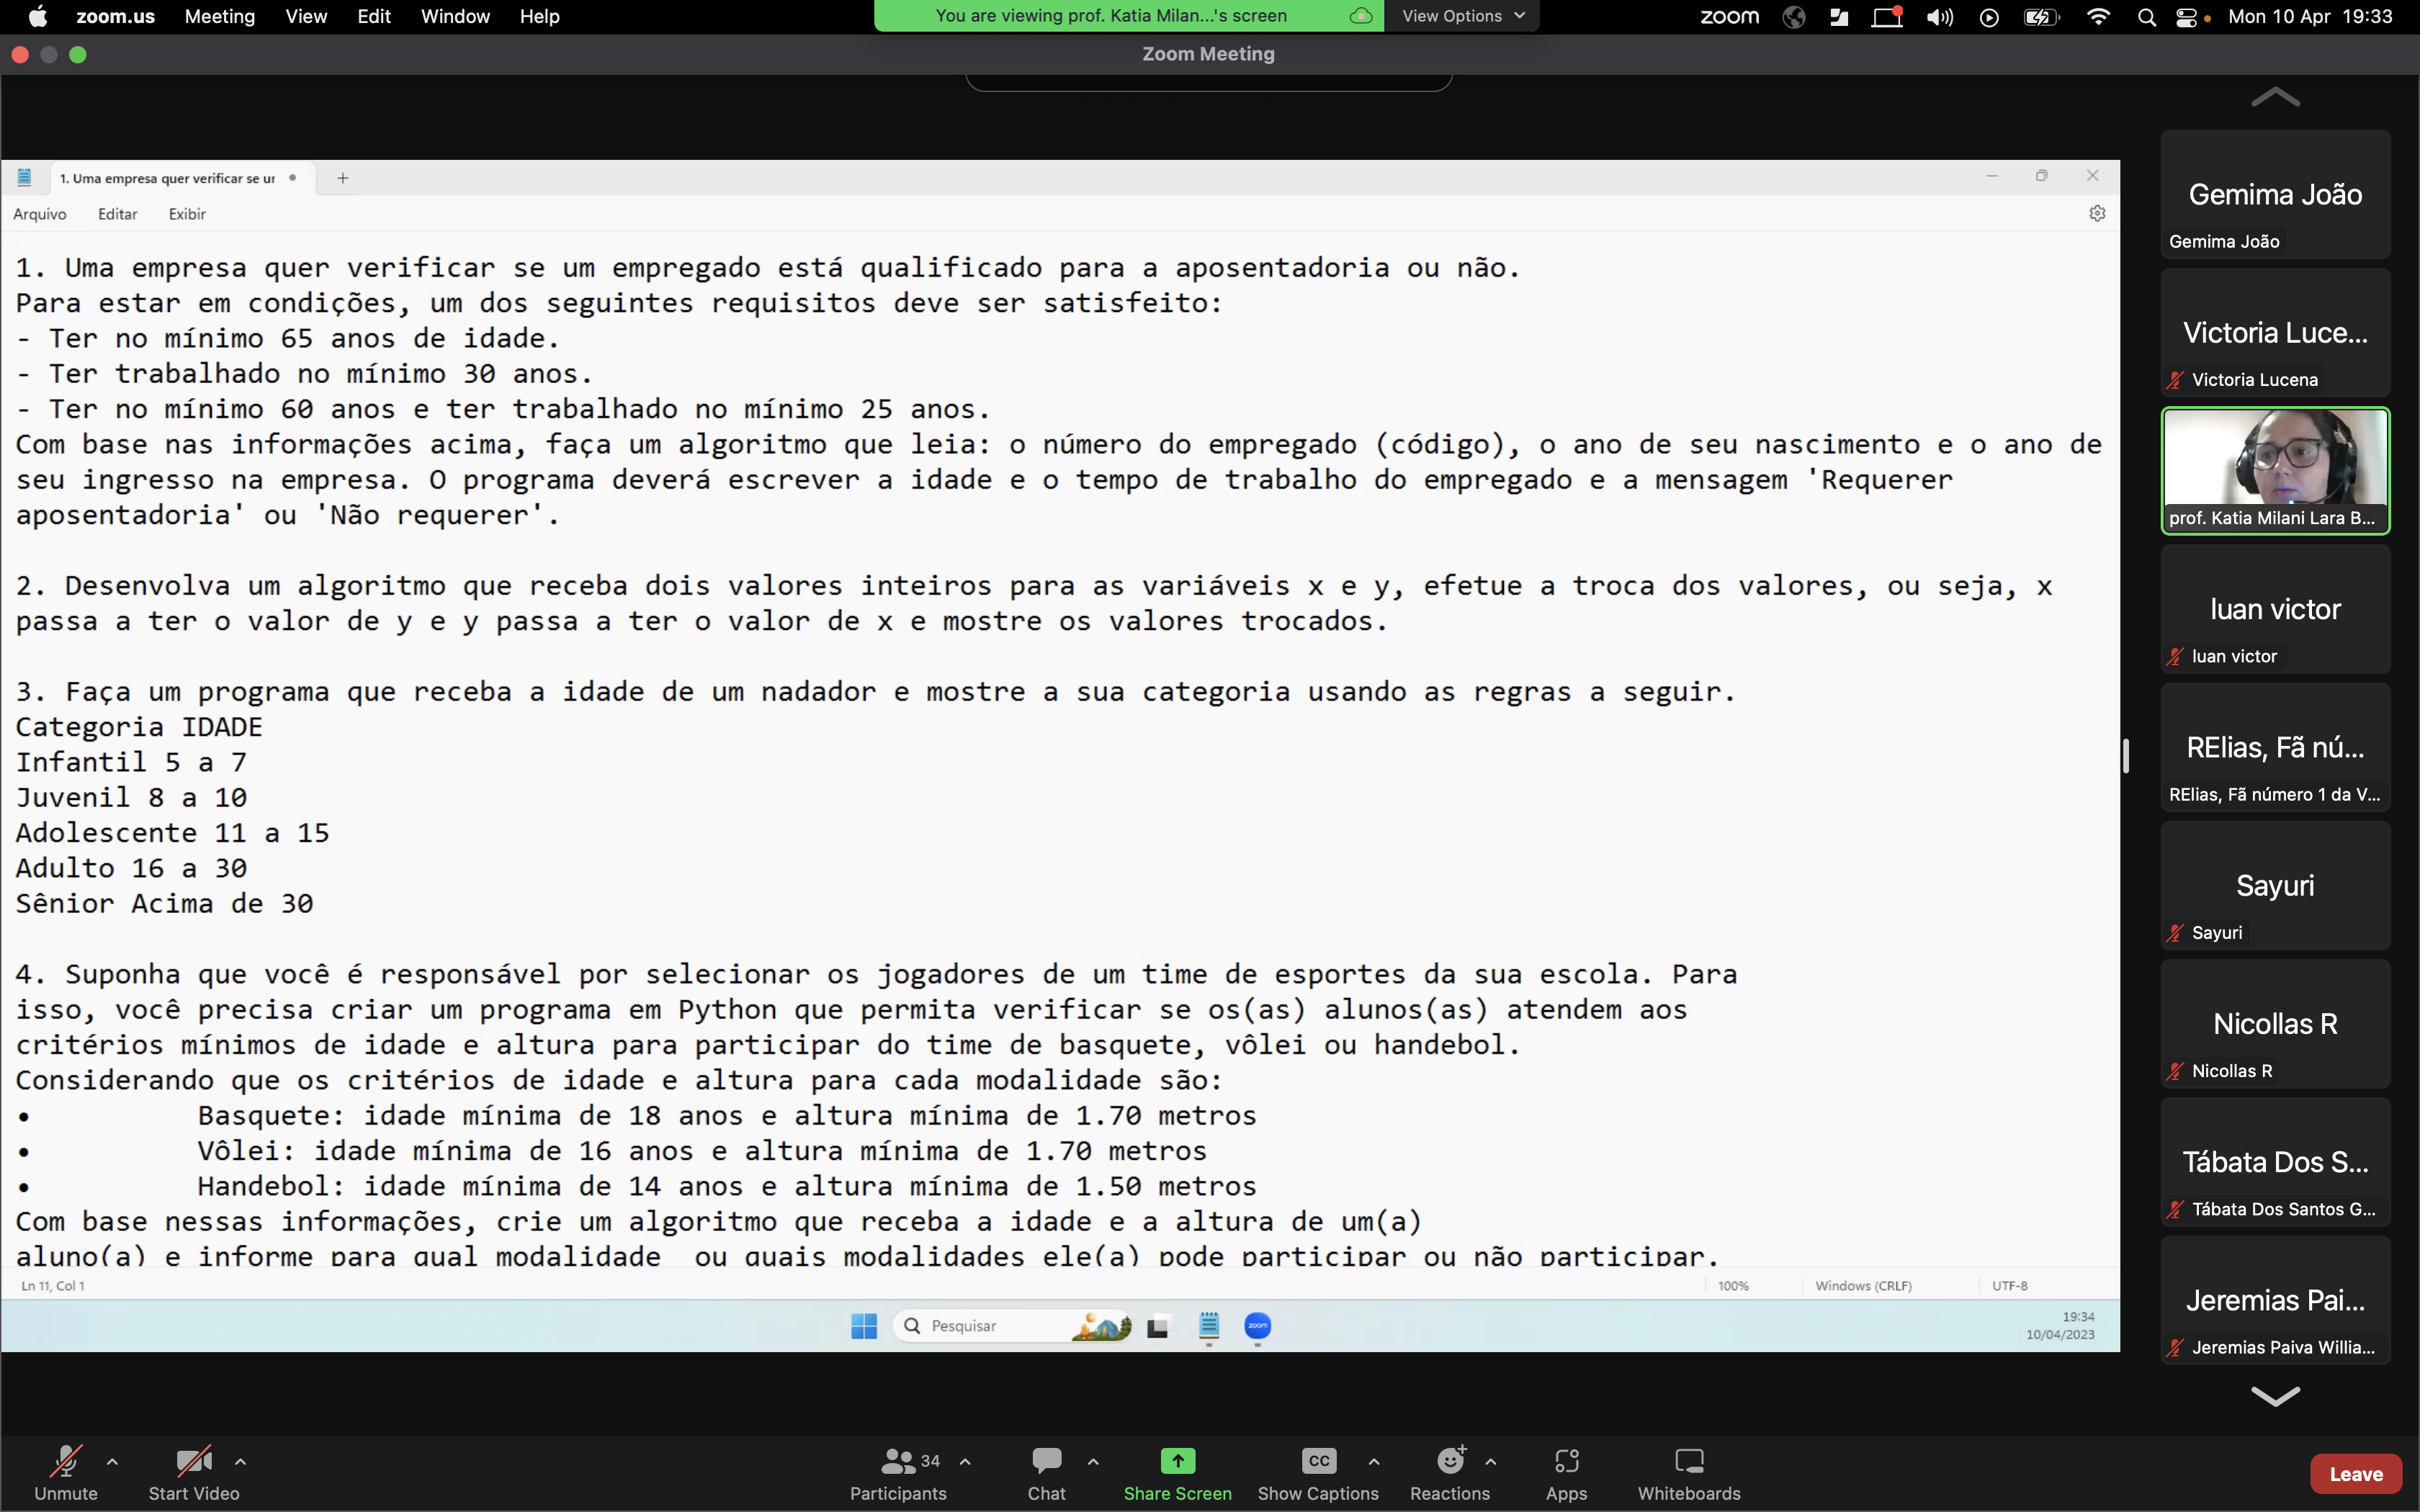 zoom.us Meeting View Edit Window Help
You are viewing prof. Katia Milan...'s screen
View Options
zoom
Mon 10 Apr 19:33
Zoom Meeting
1. Uma empresa quer verificar se ur
Arquivo Editar Exibir
1. Uma empresa quer verificar se um empregado está qualificado para a aposentadoria ou não.
Para estar em condições, um dos seguintes requisitos deve ser satisfeito:
- Ter no mínimo 65 anos de idade.
- Ter trabalhado no mínimo 30 anos.
- Ter no mínimo 60 anos e ter trabalhado no mínimo 25 anos.
Com base nas informações acima, faça um algoritmo que leia: o número do empregado (código), o ano de seu nascimento e o ano de
seu ingresso na empresa. O programa deverá escrever a idade e o tempo de trabalho do empregado e a mensagem 'Requerer
aposentadoria' ou 'Não requerer'.
2. Desenvolva um algoritmo que receba dois valores inteiros para as variáveis x e y, efetue a troca dos valores, ou seja, x
passa a ter o valor de y e y passa a ter o valor de x e mostre os valores trocados.
3. Faça um programa que receba a idade de um nadador e mostre a sua categoria usando as regras a seguir.
Categoria IDADE
Infantil 5 a 7
Juvenil 8 a 10
Adolescente 11 a 15
Adulto 16 a 30
Sênior Acima de 30
4. Suponha que você é responsável por selecionar os jogadores de um time de esportes da sua escola. Para
isso, você precisa criar um programa em Python que permita verificar se os(as) alunos(as) atendem aos
critérios mínimos de idade e altura para participar do time de basquete, vôlei ou handebol.
Considerando que os critérios de idade e altura para cada modalidade são:
• Basquete: idade mínima de 18 anos e altura mínima de 1.70 metros
• Vôlei: idade mínima de 16 anos e altura mínima de 1.70 metros
• Handebol: idade mínima de 14 anos e altura mínima de 1.50 metros
Com base nessas informações, crie um algoritmo que receba a idade e a altura de um(a)
aluno(a) e informe para qual modalidade ou quais modalidades ele(a) pode participar ou não participar.
Ln 11, Col 1
100%
Windows (CRLF)
UTF-8
Pesquisar
zoom
19:34
10/04/2023
Gemima João
Gemima João
Victoria Luce...
Victoria Lucena
prof. Katia Milani Lara B...
luan victor
luan victor
RElias, Fã nú...
RElias, Fã número 1 da V...
Sayuri
Sayuri
Nicollas R
Nicollas R
Tábata Dos S...
Tábata Dos Santos G...
Jeremias Pai...
Jeremias Paiva Willia...
Unmute
Start Video
34
Participants
Chat
Share Screen
CC
Show Captions
Reactions
Apps
Whiteboards
Leave